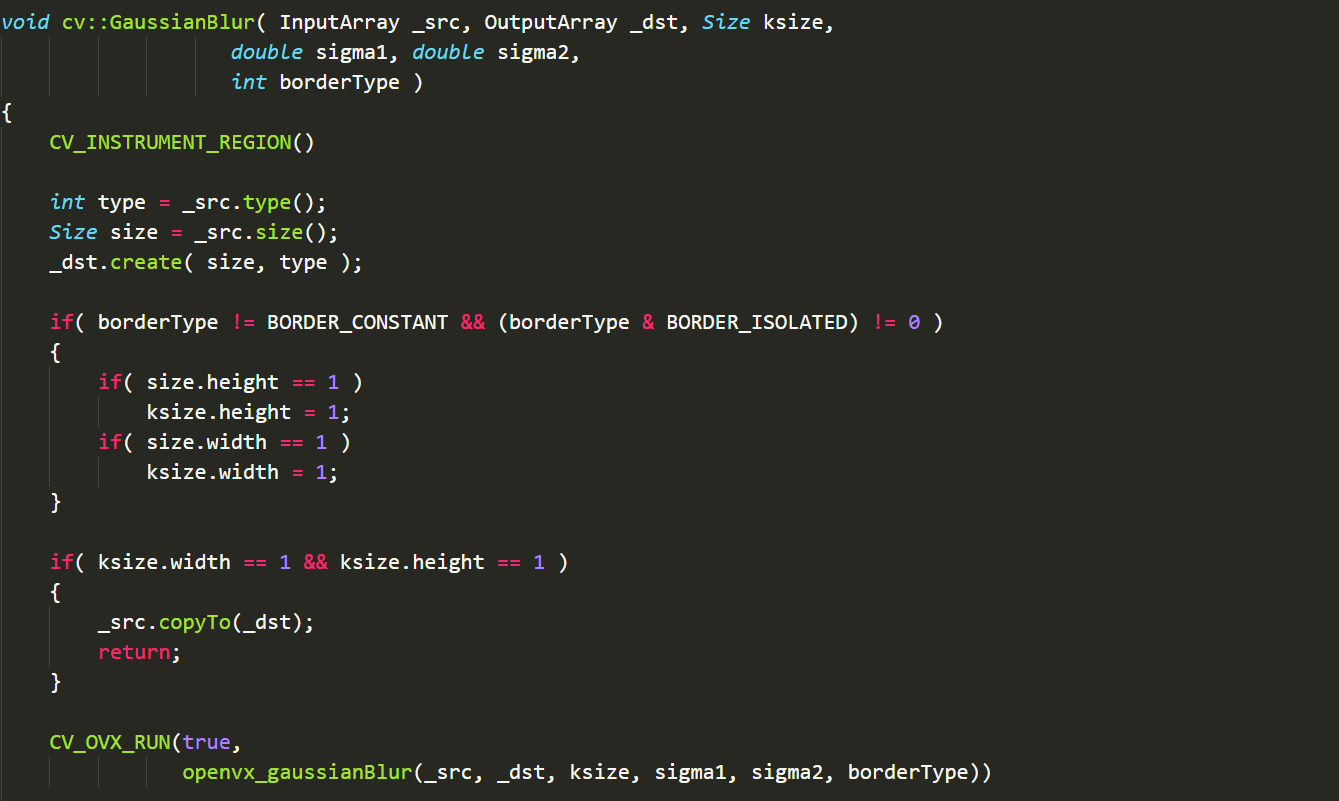 void cv::GaussianBlur( InputArray _src, OutputArray _dst, Size ksize,
                   double sigma1, double sigma2,
                   int borderType )
{
    CV_INSTRUMENT_REGION()

    int type = _src.type();
    Size size = _src.size();
    _dst.create( size, type );

    if( borderType != BORDER_CONSTANT && (borderType & BORDER_ISOLATED) != 0 )
    {
        if( size.height == 1 )
            ksize.height = 1;
        if( size.width == 1 )
            ksize.width = 1;
    }

    if( ksize.width == 1 && ksize.height == 1 )
    {
        _src.copyTo(_dst);
        return;
    }

    CV_OVX_RUN(true,
               openvx_gaussianBlur(_src, _dst, ksize, sigma1, sigma2, borderType))